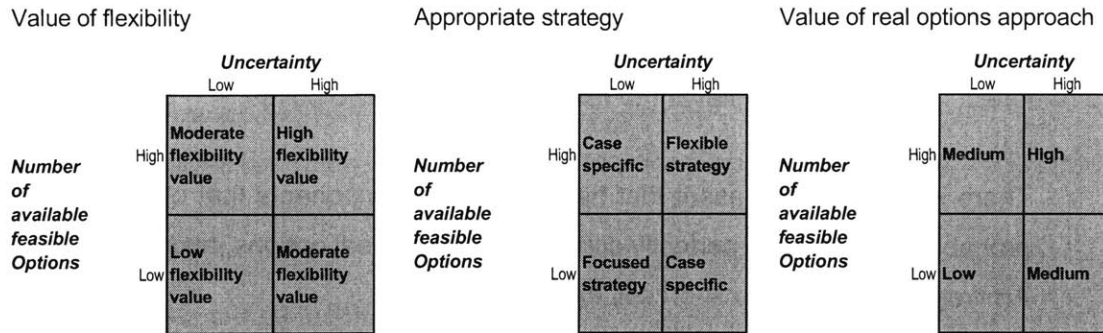 Value of flexibility
Uncertainty
Low High
Number
of
available
feasible
Options
High
Moderate
flexibility
value
High
flexibility
value
Low
Low
flexibility
value
Moderate
flexibility
value
Appropriate strategy
Uncertainty
Low High
Number
of
available
feasible
Options
High
Case
specific
Flexible
strategy
Low
Focused
strategy
Case
specific
Value of real options approach
Uncertainty
Low High
Number
of
available
feasible
Options
High
Medium
High
Low
Low
Medium